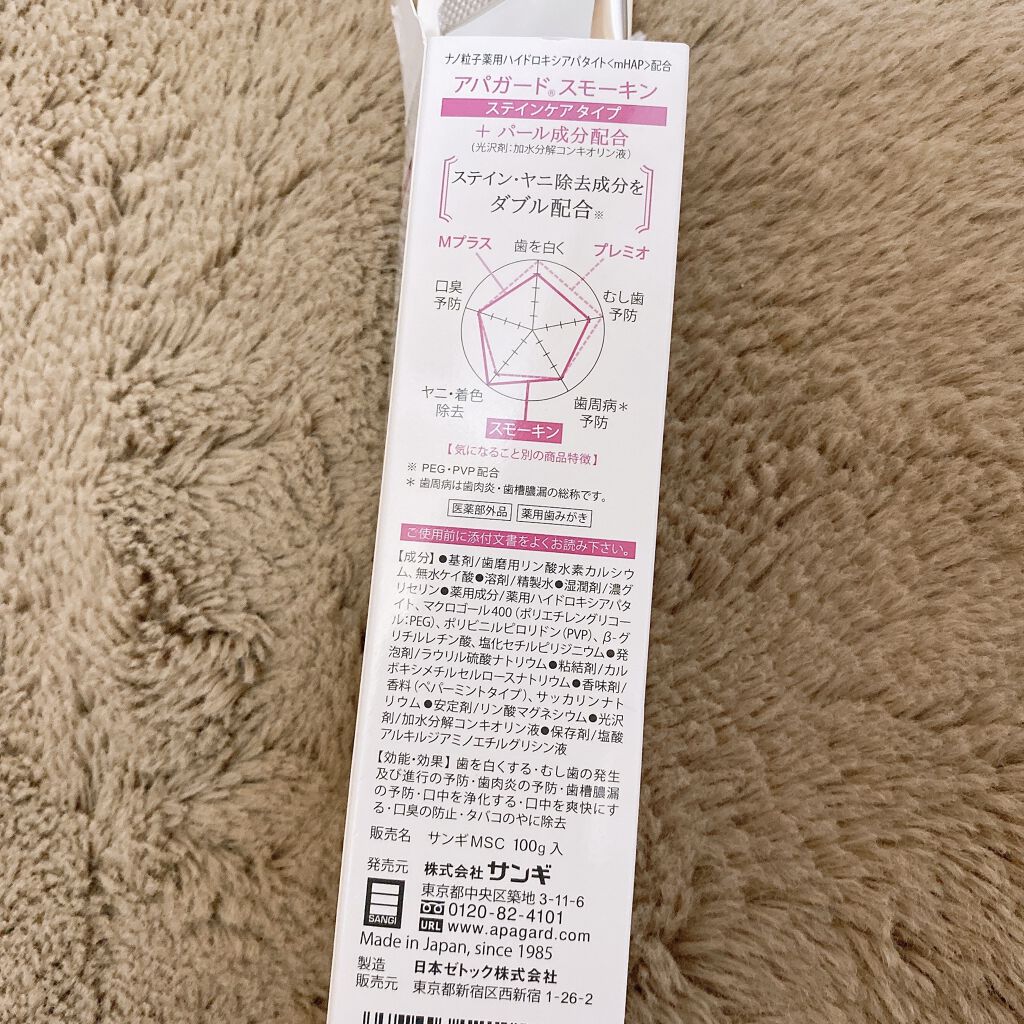 ナノ粒子薬用ハイドロキシアパタイト<mHAP>配合
アパガード®スモーキン
ステインケアタイプ
＋ パール成分配合
(光沢剤:加水分解コンキオリン液)
ステイン・ヤニ除去成分を
ダブル配合※
Mプラス
歯を白く
プレミオ
口臭
予防
むし歯
予防
ヤニ・着色
除去
歯周病＊
予防
スモーキン
【気になること別の商品特徴】
※ PEG・PVP配合
＊ 歯周病は歯肉炎・歯槽膿漏の総称です。
医薬部外品 薬用歯みがき
ご使用前に添付文書をよくお読み下さい。
【成分】●基剤/歯磨用リン酸水素カルシウ
ム、無水ケイ酸●溶剤/精製水●湿潤剤/濃グ
リセリン●薬用成分/薬用ハイドロキシアパタ
イト、マクロゴール400(ポリエチレングリコー
ル:PEG)、ポリビニルピロリドン(PVP)、β-グ
リチルレチン酸、塩化セチルピリジニウム●発
泡剤/ラウリル硫酸ナトリウム●粘結剤/カル
ボキシメチルセルロースナトリウム●香味剤/
香料(ペパーミントタイプ)、サッカリンナト
リウム●安定剤/リン酸マグネシウム●光沢
剤/加水分解コンキオリン液●保存剤/塩酸
アルキルジアミノエチルグリシン液
【効能・効果】歯を白くする・むし歯の発生
及び進行の予防・歯肉炎の予防・歯槽膿漏
の予防・口中を浄化する・口中を爽快にす
る・口臭の防止・タバコのやに除去
販売名 サンギMSC 100g入
発売元 株式会社サンギ
東京都中央区築地3-11-6
SANGI
0120-82-4101
URL www.apagard.com
Made in Japan, since 1985
製造
販売元
日本ゼトック株式会社
東京都新宿区西新宿1-26-2